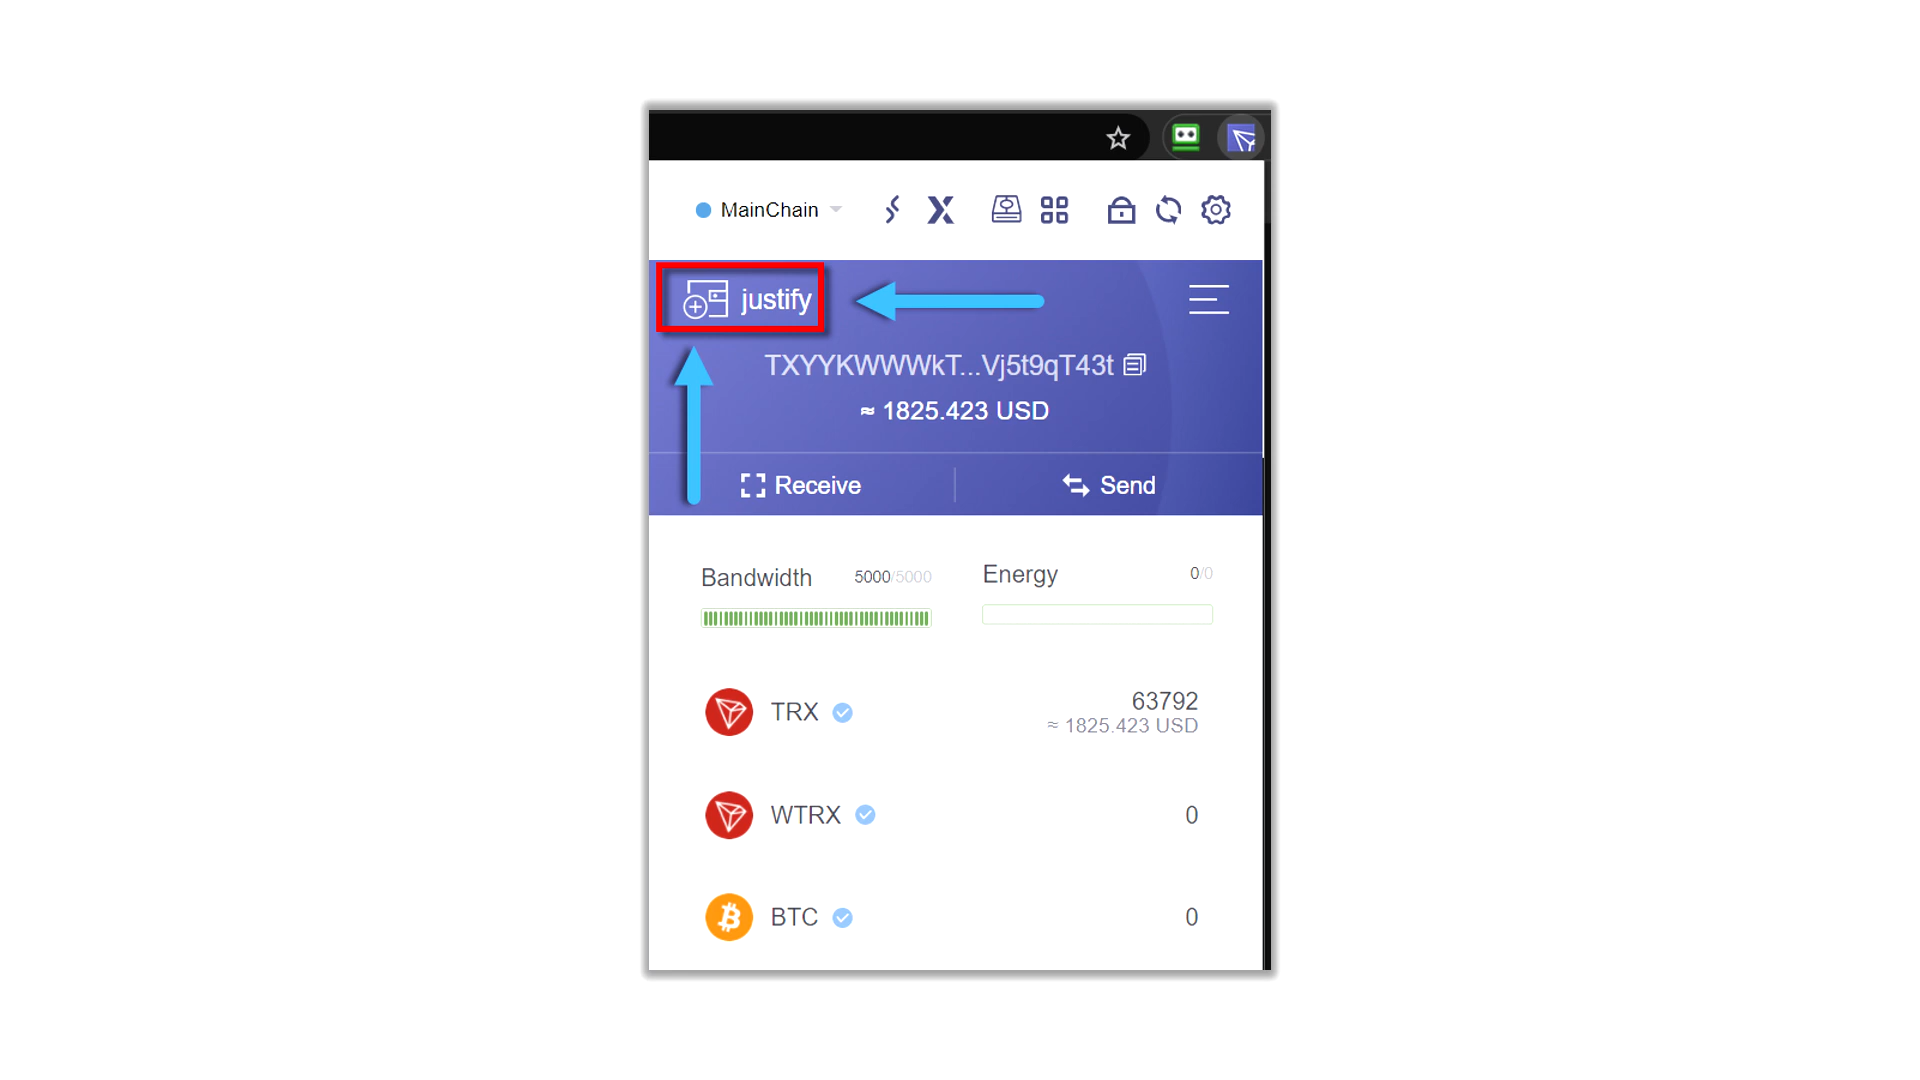 MainChain
justify
TXYYKWWWkT...Vj5t9qT43t
≈ 1825.423 USD
Receive
Send
Bandwidth 5000/5000
Energy 0/0
TRX 63792
≈ 1825.423 USD
WTRX 0
BTC 0